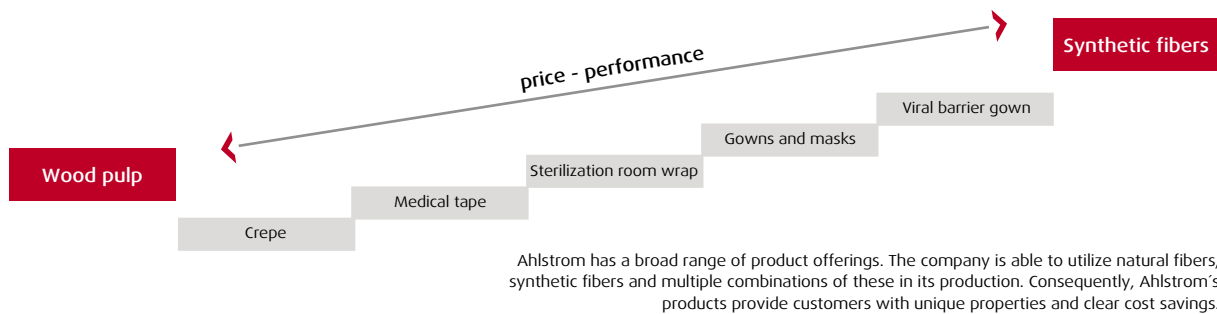 Synthetic fibers
price - performance
Viral barrier gown
Gowns and masks
Wood pulp
Sterilization room wrap
Medical tape
Crepe
Ahlstrom has a broad range of product offerings. The company is able to utilize natural fibers,
synthetic fibers and multiple combinations of these in its production. Consequently, Ahlstrom´s
products provide customers with unique properties and clear cost savings.